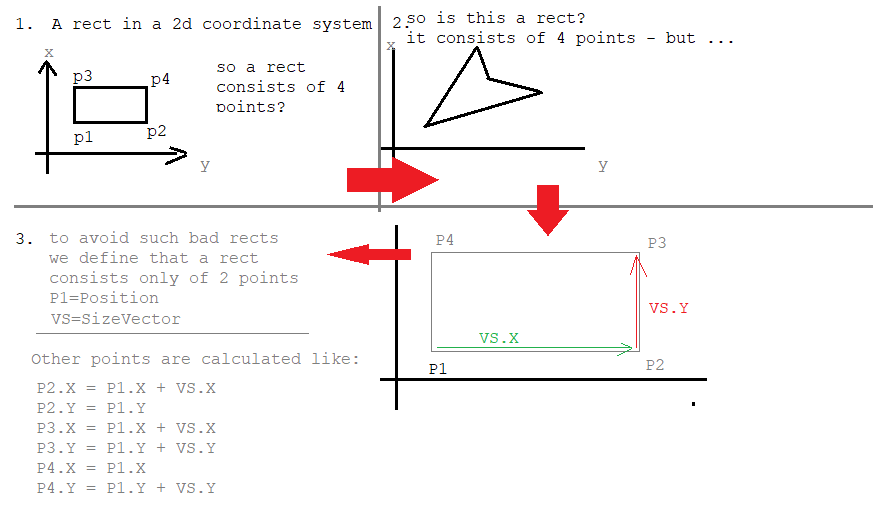 1. A rect in a 2d coordinate system
x
p3
p4
so a rect
consists of 4
points?
p1
p2
y
2. so is this a rect?
it consists of 4 points - but ...
x
y
3. to avoid such bad rects
we define that a rect
consists only of 2 points
P1=Position
VS=SizeVector
Other points are calculated like:
P2.X = P1.X + VS.X
P2.Y = P1.Y
P3.X = P1.X + VS.X
P3.Y = P1.Y + VS.Y
P4.X = P1.X
P4.Y = P1.Y + VS.Y
P4
P3
VS.Y
VS.X
P1
P2